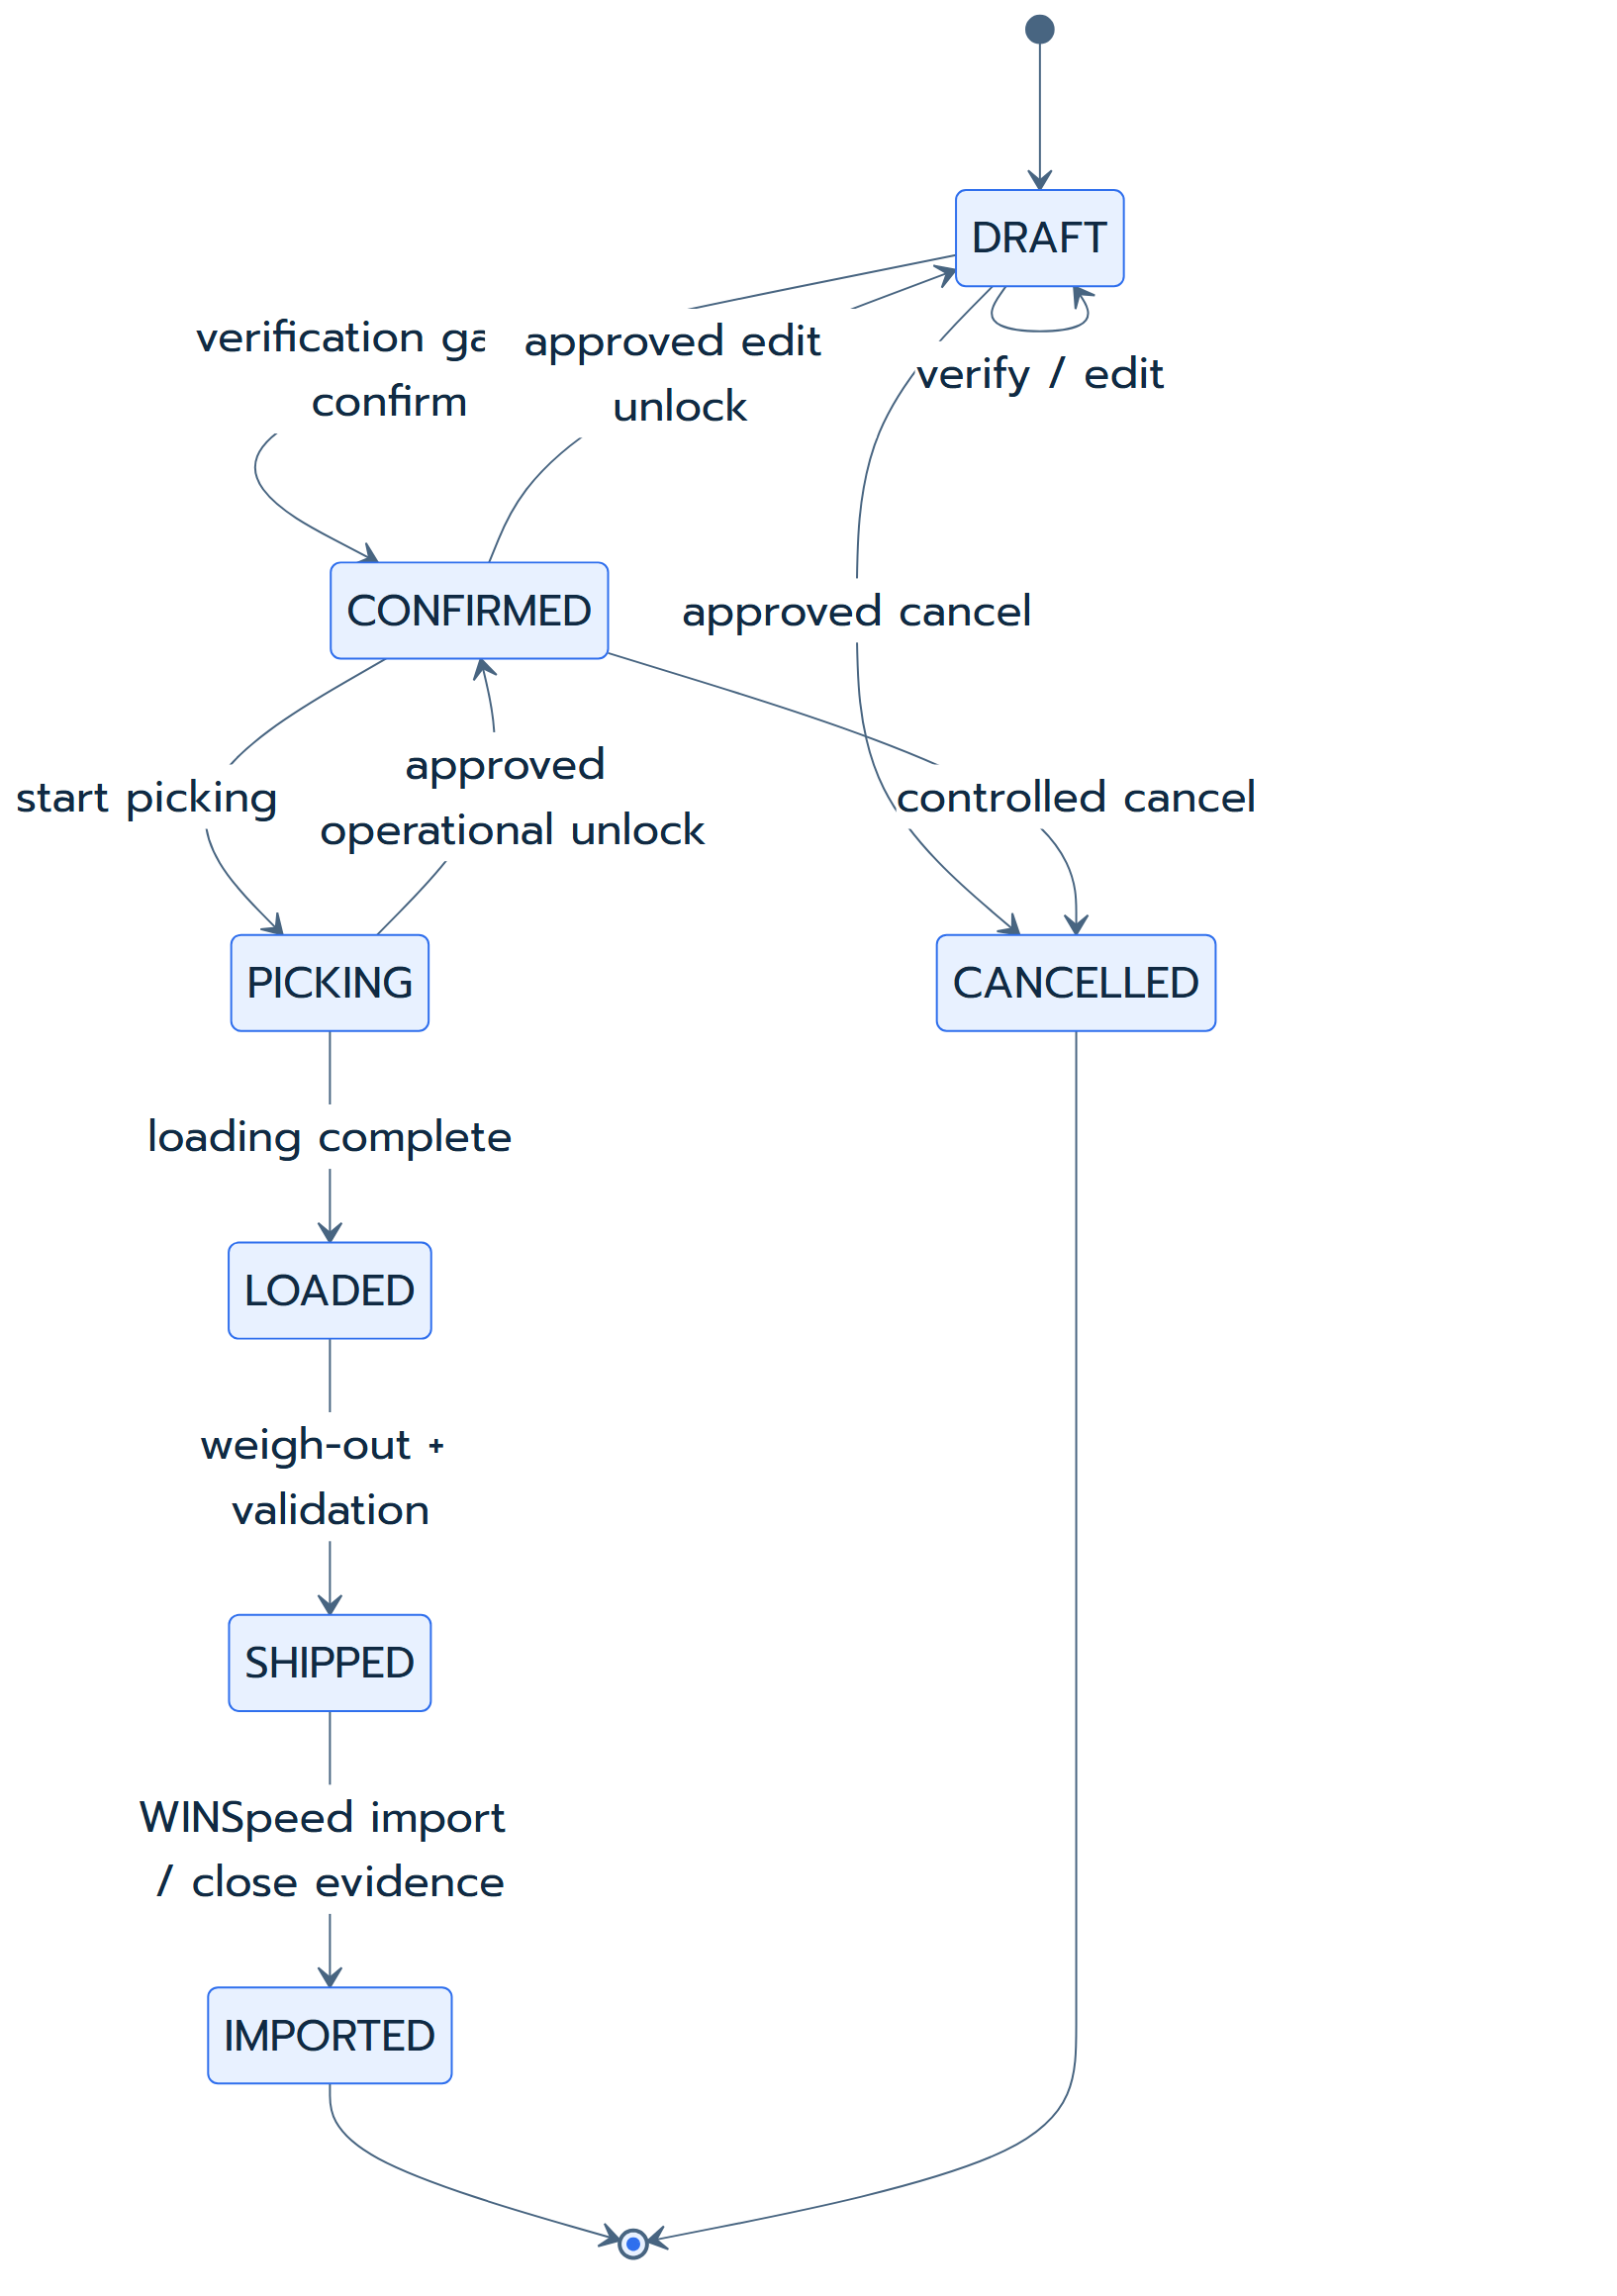 DRAFT
verification ga
confirm
approved edit
unlock
verify / edit
CONFIRMED
approved cancel
start picking
approved
operational unlock
controlled cancel
PICKING
CANCELLED
loading complete
LOADED
weigh-out +
validation
SHIPPED
WINSpeed import
/ close evidence
IMPORTED